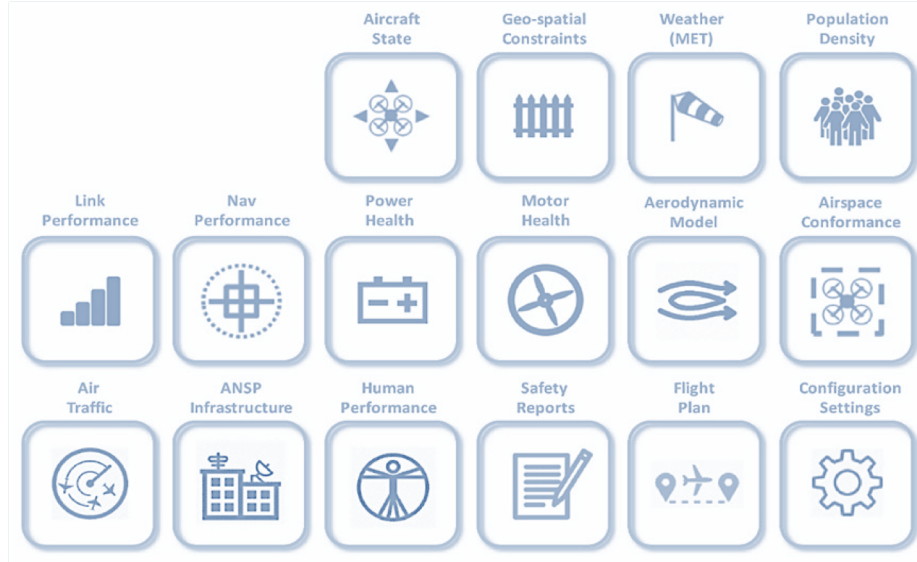 Aircraft
State
Geo-spatial
Constraints
Weather
(MET)
Population
Density
Link
Performance
Nav
Performance
Power
Health
Motor
Health
Aerodynamic
Model
Airspace
Conformance
Air
Traffic
ANSP
Infrastructure
Human
Performance
Safety
Reports
Flight
Plan
Configuration
Settings